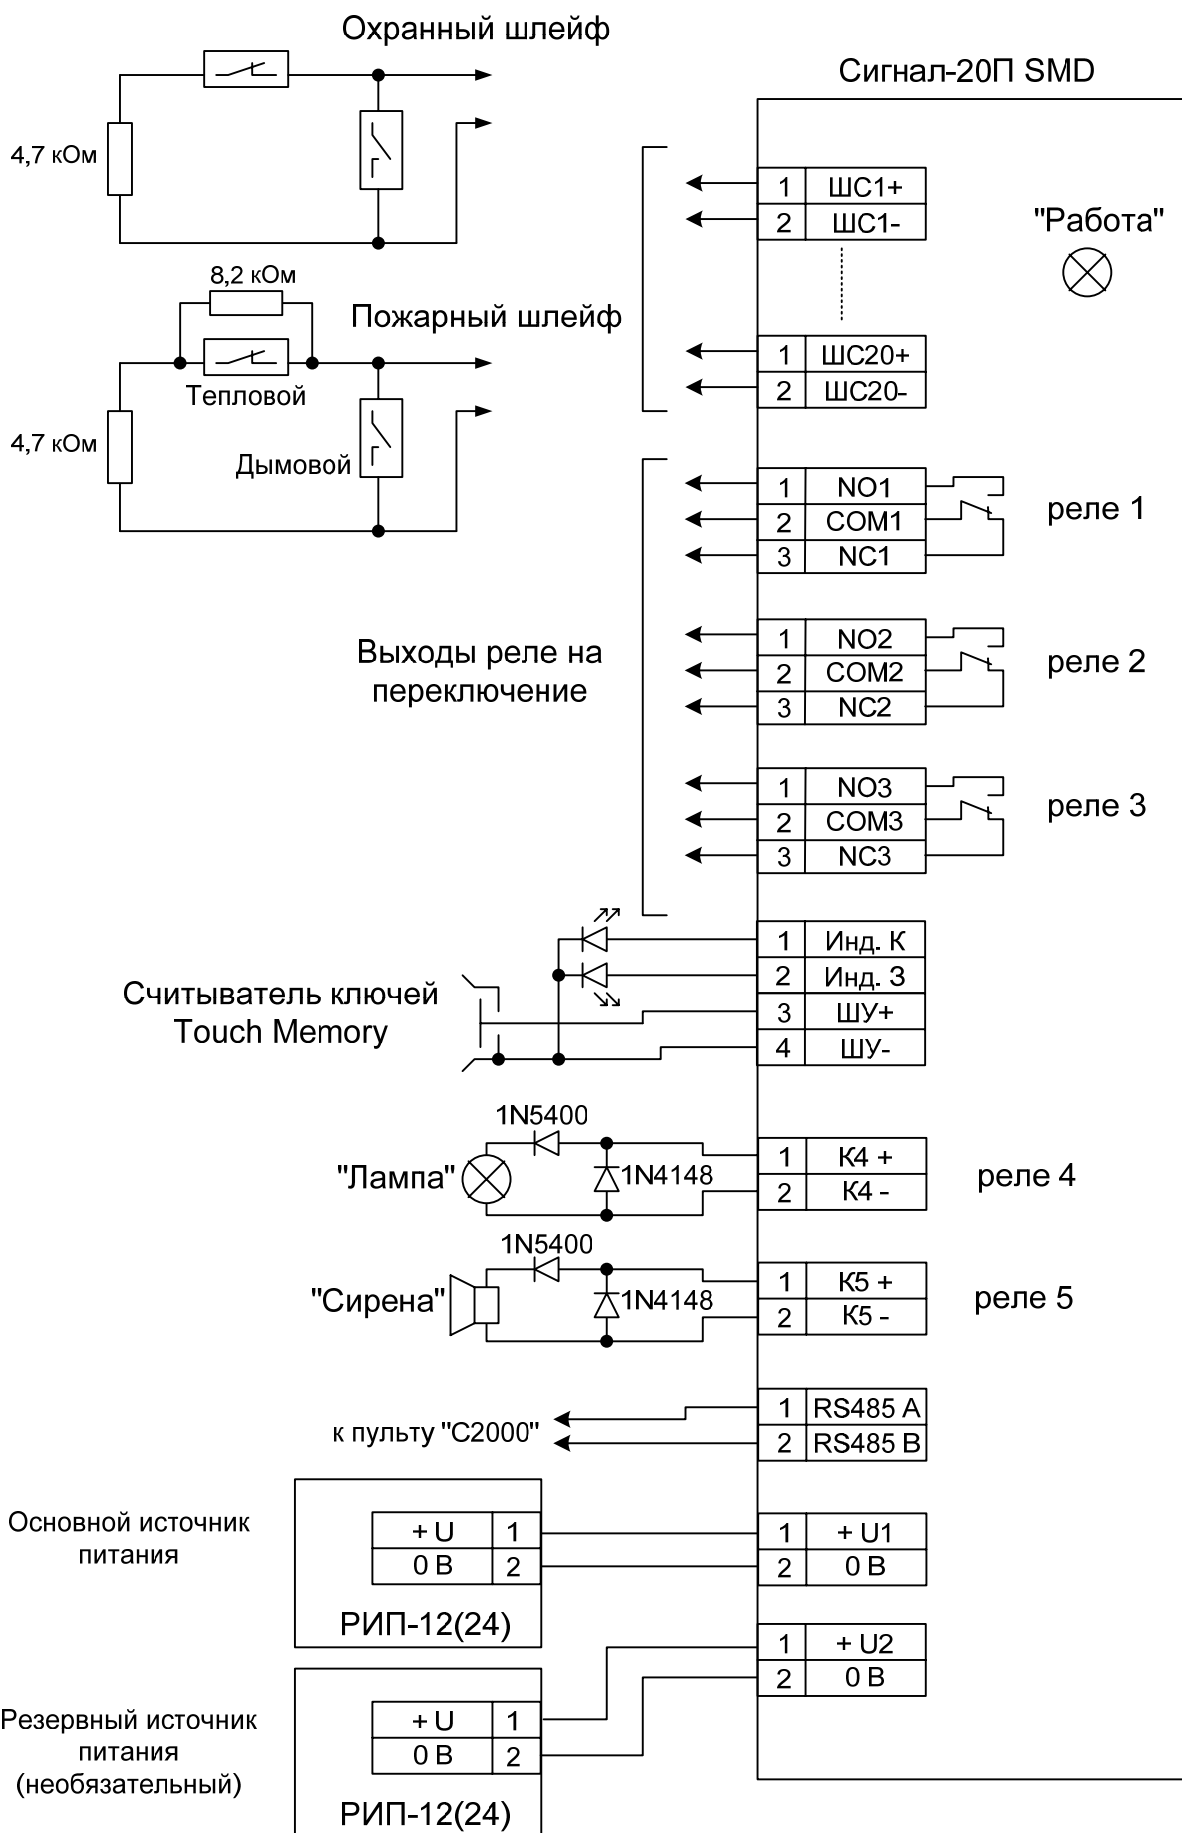 Охранный шлейф
4,7 кОм
8,2 кОм
Пожарный шлейф
Тепловой
4,7 кОм
Дымовой
Сигнал-20П SMD
"Работа"
1 ШС1+
2 ШС1-
1 ШС20+
2 ШС20-
Выходы реле на
переключение
1 NO1
2 COM1
3 NC1
реле 1
1 NO2
2 COM2
3 NC2
реле 2
1 NO3
2 COM3
3 NC3
реле 3
Считыватель ключей
Touch Memory
1 Инд. К
2 Инд. З
3 ШУ+
4 ШУ-
1N5400
"Лампа"
1N4148
1 К4 +
2 К4 -
реле 4
1N5400
"Сирена"
1N4148
1 К5 +
2 К5 -
реле 5
к пульту "С2000"
1 RS485 A
2 RS485 B
Основной источник
питания
+ U 1
0 В 2
РИП-12(24)
1 + U1
2 0 В
1 + U2
2 0 В
Резервный источник
питания
(необязательный)
+ U 1
0 В 2
РИП-12(24)